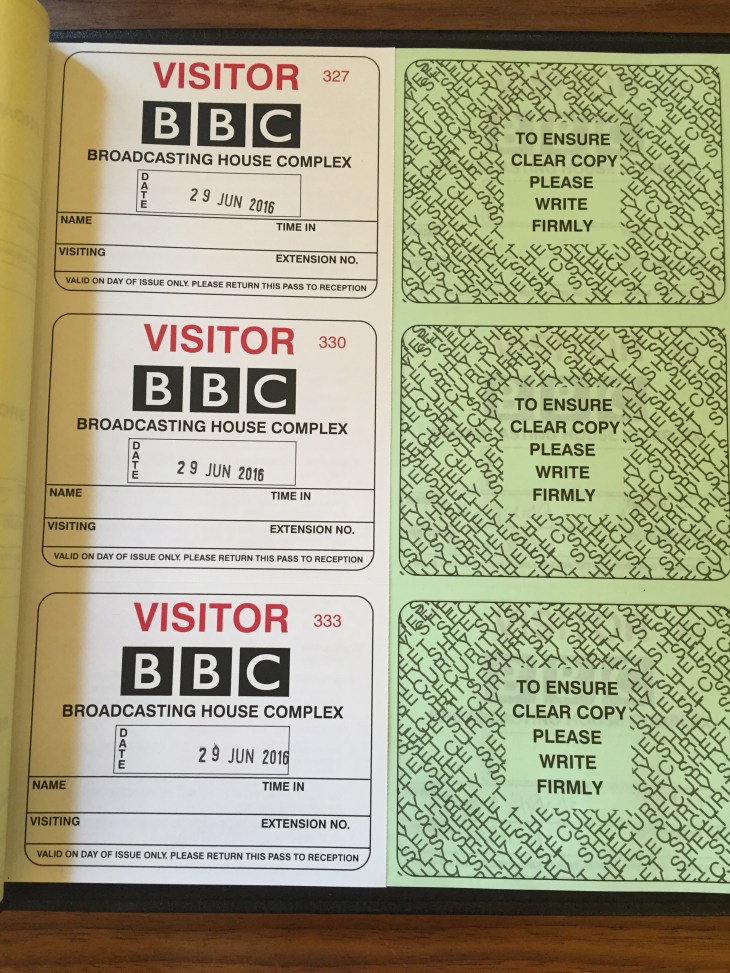 VISITOR 327
BBC
BROADCASTING HOUSE COMPLEX
DATE 29 JUN 2016
NAME TIME IN
VISITING EXTENSION NO.
VALID ON DAY OF ISSUE ONLY. PLEASE RETURN THIS PASS TO RECEPTION
TO ENSURE
CLEAR COPY
PLEASE
WRITE
FIRMLY
VISITOR 330
BBC
BROADCASTING HOUSE COMPLEX
DATE 29 JUN 2016
NAME TIME IN
VISITING EXTENSION NO.
VALID ON DAY OF ISSUE ONLY. PLEASE RETURN THIS PASS TO RECEPTION
TO ENSURE
CLEAR COPY
PLEASE
WRITE
FIRMLY
VISITOR 333
BBC
BROADCASTING HOUSE COMPLEX
DATE 29 JUN 2016
NAME TIME IN
VISITING EXTENSION NO.
VALID ON DAY OF ISSUE ONLY. PLEASE RETURN THIS PASS TO RECEPTION
TO ENSURE
CLEAR COPY
PLEASE
WRITE
FIRMLY